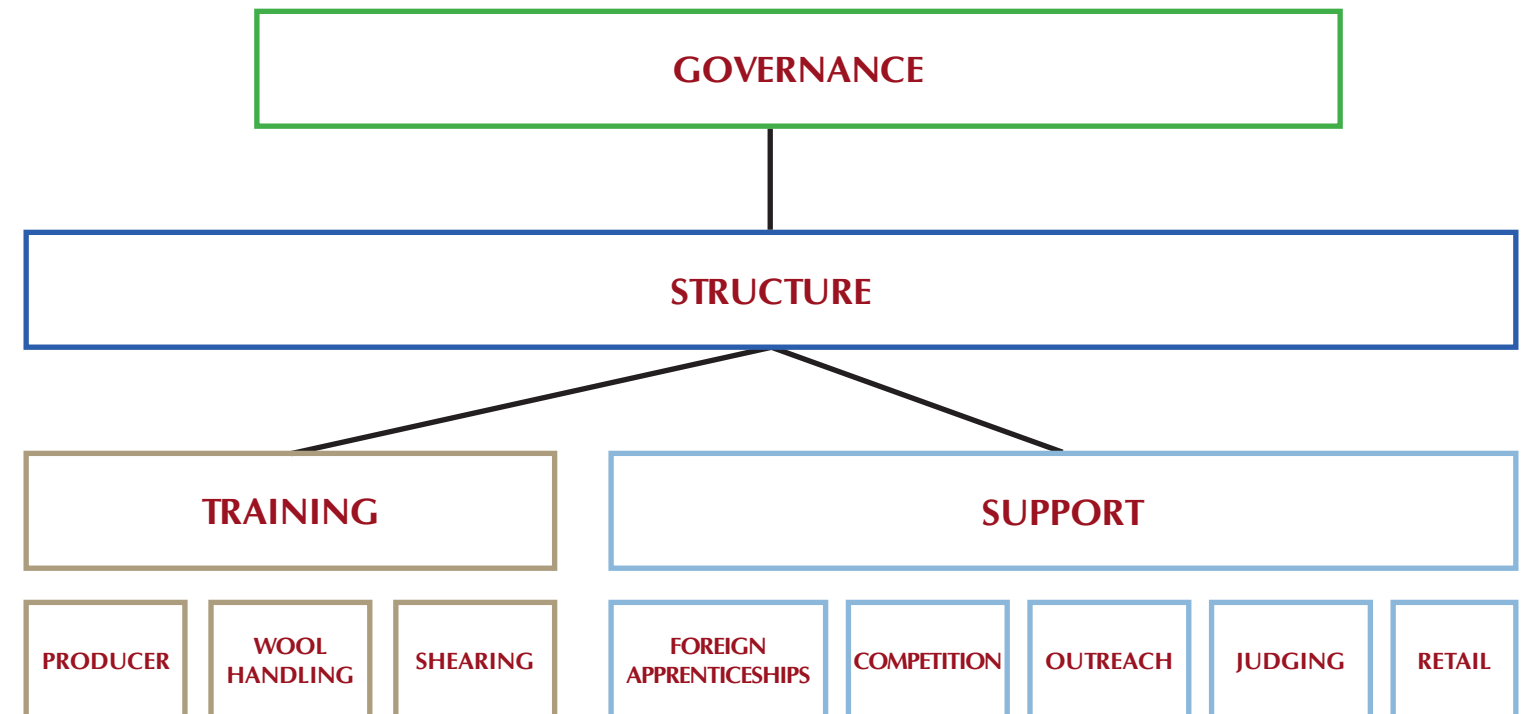 GOVERNANCE
STRUCTURE
TRAINING
SUPPORT
PRODUCER
WOOL
HANDLING
SHEARING
FOREIGN
APPRENTICESHIPS
COMPETITION
OUTREACH
JUDGING
RETAIL